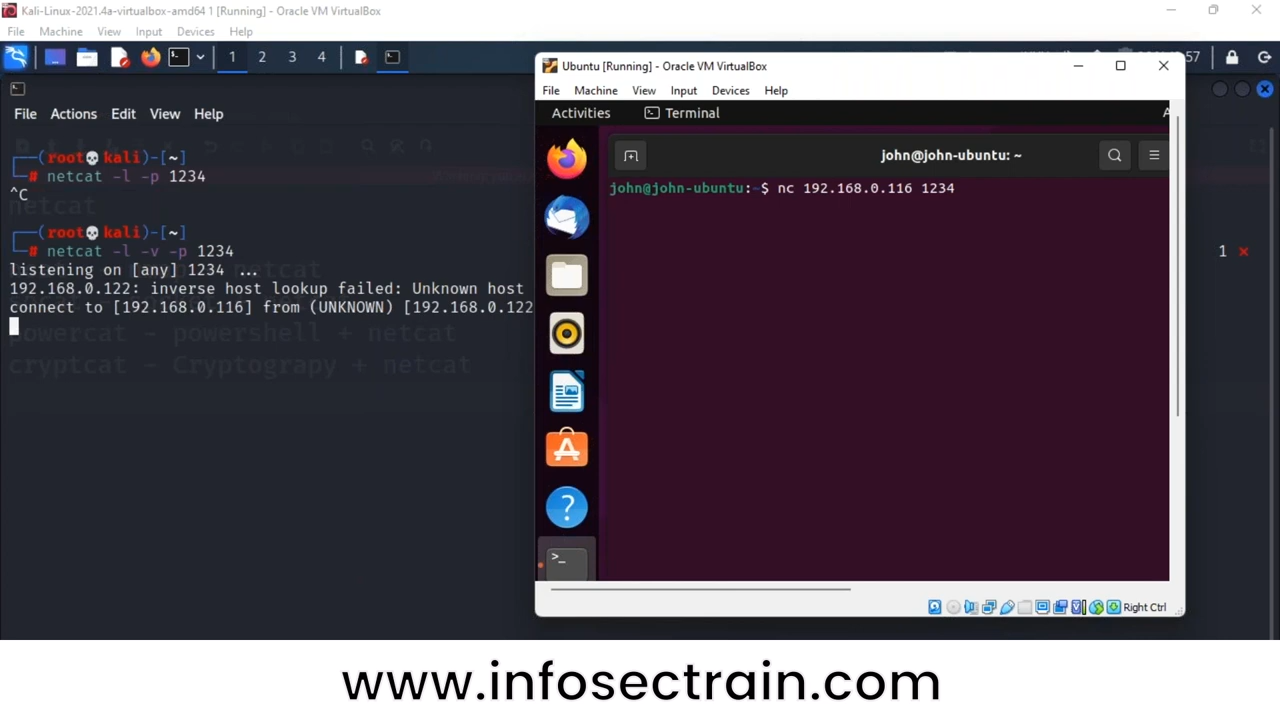 Kali-Linux-2021.4a-virtualbox-amd64 1 [Running] - Oracle VM VirtualBox
File Machine View Input Devices Help
1 2 3 4
57
File Actions Edit View Help
(root💀kali)-[~]
# netcat -l -p 1234
^C
netcat
(root💀kali)-[~]
# netcat -l -v -p 1234
netcat
listening on [any] 1234 ...
192.168.0.122: inverse host lookup failed: Unknown host
connect to [192.168.0.116] from (UNKNOWN) [192.168.0.122
powercat - powershell + netcat
cryptcat - Cryptograpy + netcat
1
Ubuntu [Running] - Oracle VM VirtualBox
File Machine View Input Devices Help
Activities Terminal A
john@john-ubuntu: ~
john@john-ubuntu:~$ nc 192.168.0.116 1234
Right Ctrl
www.infosectrain.com